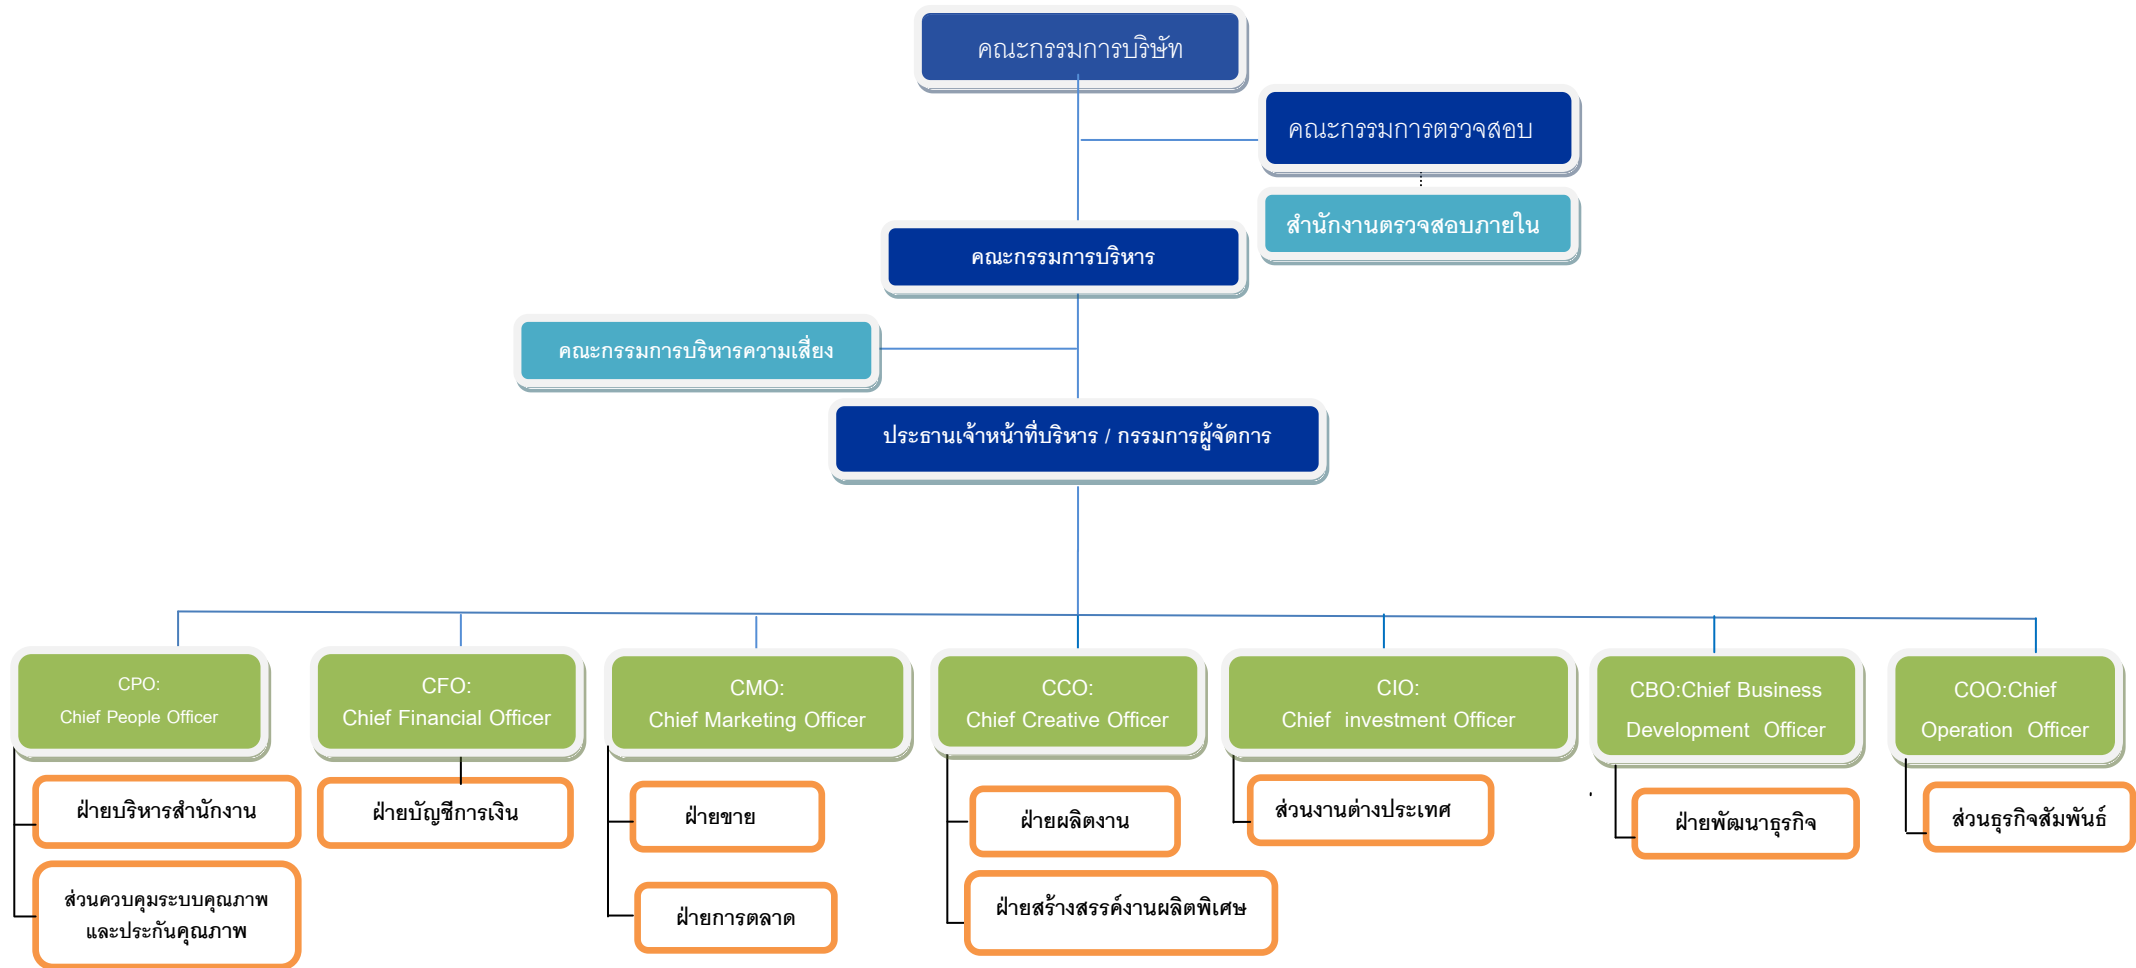 คณะกรรมการบริษัท
คณะกรรมการตรวจสอบ
สำนักงานตรวจสอบภายใน
คณะกรรมการบริหาร
คณะกรรมการบริหารความเสี่ยง
ประธานเจ้าหน้าที่บริหาร / กรรมการผู้จัดการ
CPO:
Chief People Officer
CFO:
Chief Financial Officer
CMO:
Chief Marketing Officer
CCO:
Chief Creative Officer
CIO:
Chief investment Officer
CBO:Chief Business
Development Officer
COO:Chief
Operation Officer
ฝ่ายบริหารสำนักงาน
ส่วนควบคุมระบบคุณภาพ
และประกันคุณภาพ
ฝ่ายบัญชีการเงิน
ฝ่ายขาย
ฝ่ายการตลาด
ฝ่ายผลิตงาน
ฝ่ายสร้างสรรค์งานผลิตพิเศษ
ส่วนงานต่างประเทศ
ฝ่ายพัฒนาธุรกิจ
ส่วนธุรกิจสัมพันธ์